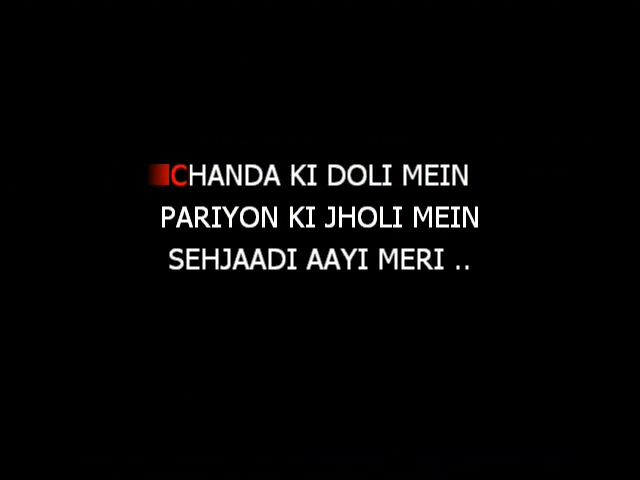 CHANDA KI DOLI MEIN
PARIYON KI JHOLI MEIN
SEHJAADI AAYI MERI ..